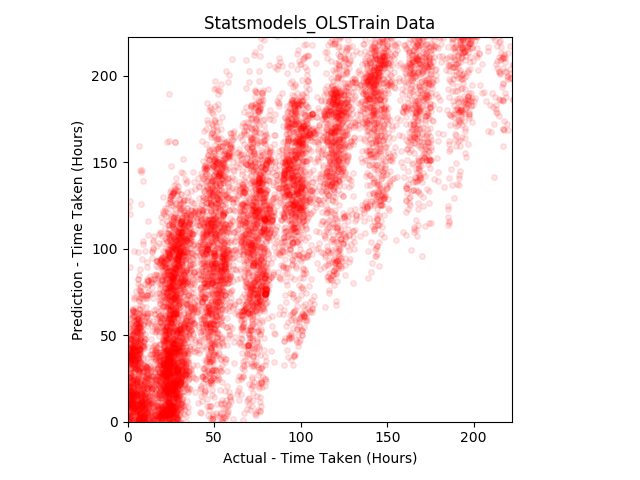 Statsmodels_OLSTrain Data
Prediction - Time Taken (Hours)
200
150
100
50
0
0 50 100 150 200
Actual - Time Taken (Hours)